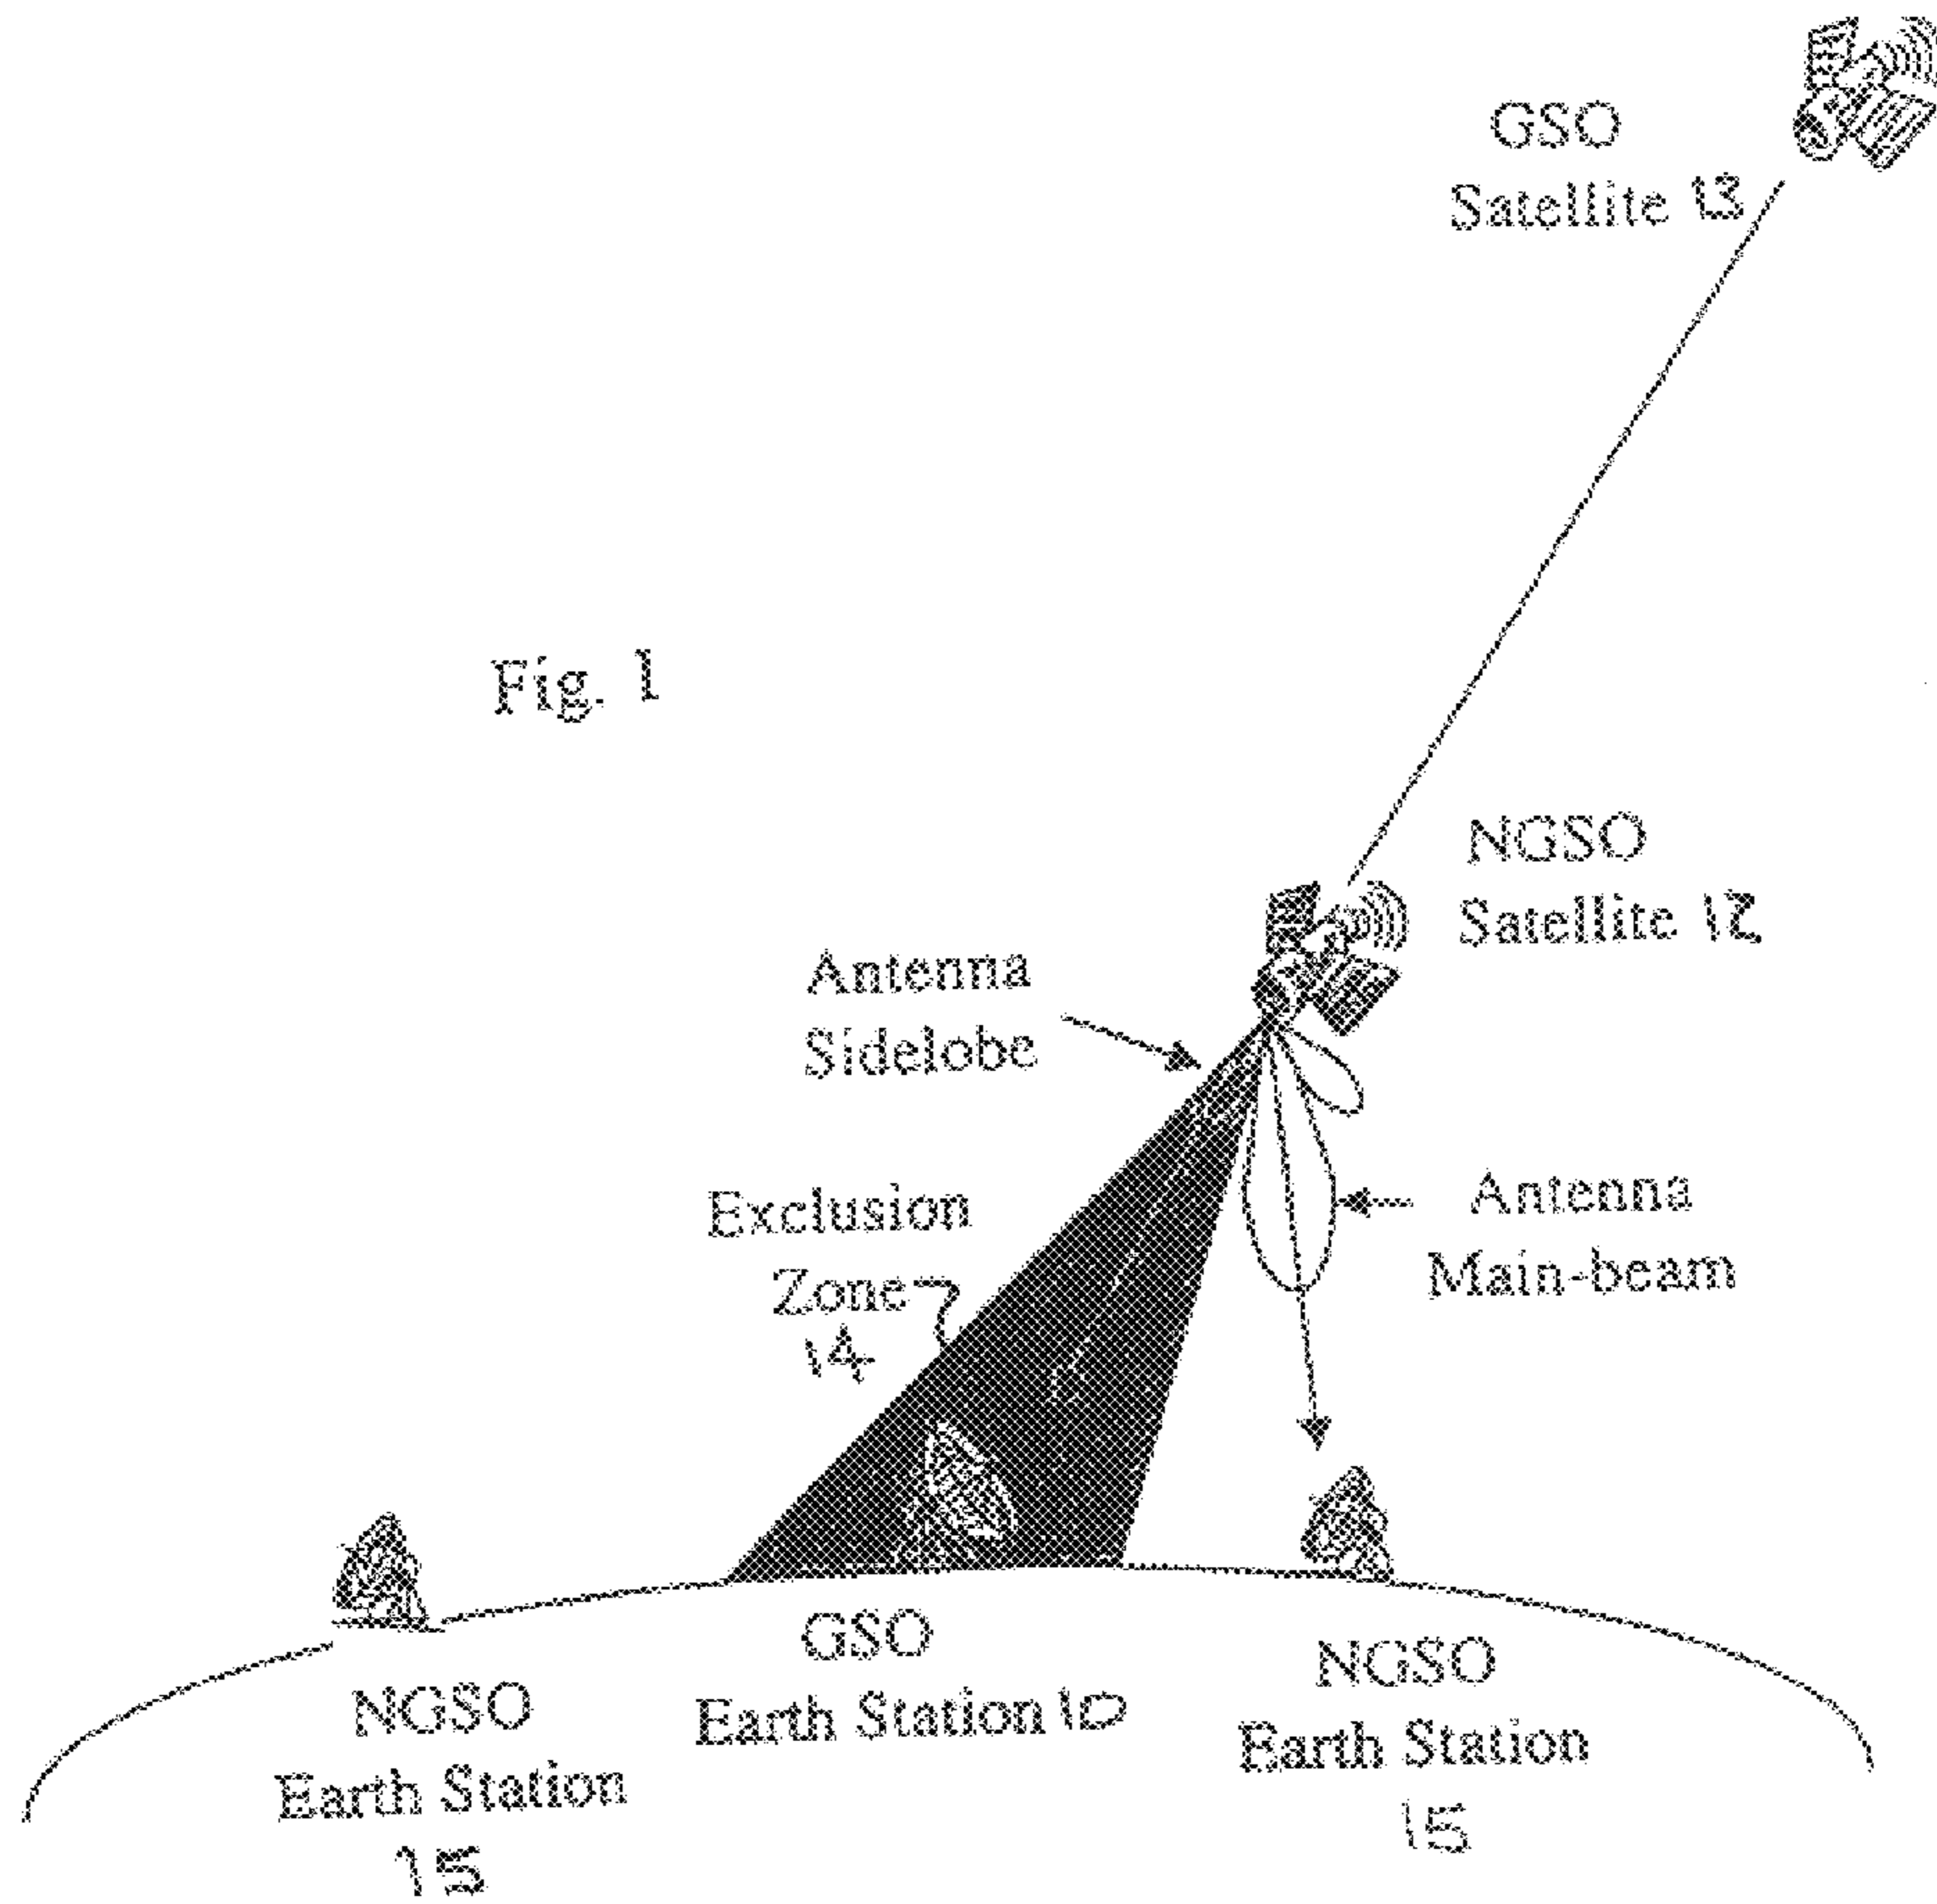 GSO
Satellite 13
Fig. 1
NGSO
Satellite 12
Antenna
Sidelobe
Exclusion
Zone
14
Antenna
Main-beam
GSO
Earth Station 10
NGSO
Earth Station
15
NGSO
Earth Station
15